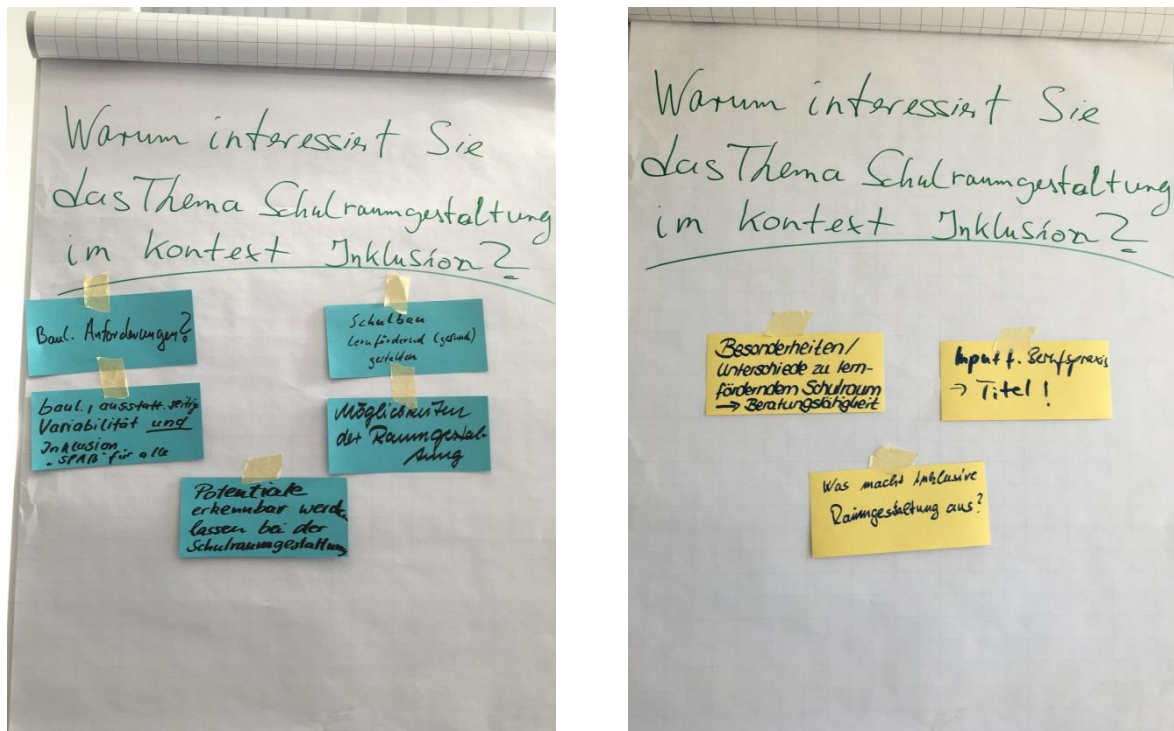 Warum interessiert Sie
das Thema Schulraumgestaltung
im Kontext Inklusion?
Baul. Anforderungen?
Schulbau
lernfördernd (gesund)
gestalten
baul., ausstatt.seitig
Variabilität und
Inklusion
"SPAß" für alle
Möglichkeiten
der Raumgestal-
tung
Potentiale
erkennbar werden
lassen bei der
Schulraumgestaltung
Warum interessiert Sie
das Thema Schulraumgestaltung
im Kontext Inklusion?
Besonderheiten/
Unterschiede zu lern-
förderndem Schulraum
→ Beratungstätigkeit
Input f. Berufspraxis
→ Titel!
Was macht inklusive
Raumgestaltung aus?